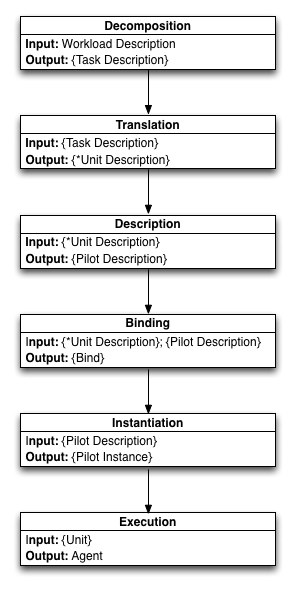 Decomposition
Input: Workload Description
Output: {Task Description}
Translation
Input: {Task Description}
Output: {*Unit Description}
Description
Input: {*Unit Description}
Output: {Pilot Description}
Binding
Input: {*Unit Description}; {Pilot Description}
Output: {Bind}
Instantiation
Input: {Pilot Description}
Output: {Pilot Instance}
Execution
Input: {Unit}
Output: Agent